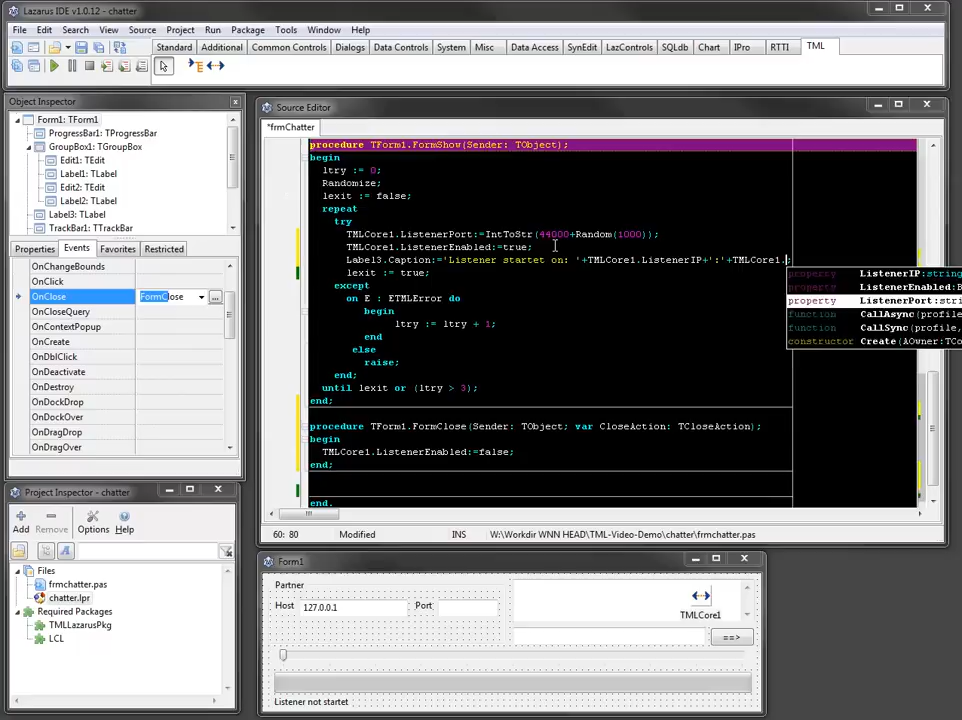 Lazarus IDE v1.0.12 - chatter
File Edit Search View Source Project Run Package Tools Window Help
Standard Additional Common Controls Dialogs Data Controls System Misc Data Access SynEdit LazControls SQLdb Chart IPro RTTI TML
Object Inspector
Form1: TForm1
ProgressBar1: TProgressBar
GroupBox1: TGroupBox
Edit1: TEdit
Label1: TLabel
Edit2: TEdit
Label2: TLabel
Label3: TLabel
TrackBar1: TTrackBar
Properties Events Favorites Restricted
OnChangeBounds
OnClick
OnClose FormClose ...
OnCloseQuery
OnContextPopup
OnCreate
OnDblClick
OnDeactivate
OnDestroy
OnDockDrop
OnDockOver
OnDragDrop
OnDragOver
Project Inspector - chatter
Add Remove Options Help
Files
frmchatter.pas
chatter.lpr
Required Packages
TMLLazarusPkg
LCL
Source Editor
*frmChatter
procedure TForm1.FormShow(Sender: TObject);
begin
ltry := 0;
Randomize;
lexit := false;
repeat
try
TMLCore1.ListenerPort:=IntToStr(44000+Random(1000));
TMLCore1.ListenerEnabled:=true;
Label3.Caption:='Listener startet on: '+TMLCore1.ListenerIP+':'+TMLCore1.;
lexit := true;
except
on E : ETMLError do
begin
ltry := ltry + 1;
end
else
raise;
end;
until lexit or (ltry > 3);
end;
procedure TForm1.FormClose(Sender: TObject; var CloseAction: TCloseAction);
begin
TMLCore1.ListenerEnabled:=false;
end;
end.
property ListenerIP:string
property ListenerEnabled:B
property ListenerPort:stri
function CallAsync(profile,
function CallSync(profile,
constructor Create(AOwner:TCo
60: 80 Modified INS W:\Workdir WNN HEAD\TML-Video-Demo\chatter\frmchatter.pas
Form1
Partner
Host 127.0.0.1 Port
TMLCore1
==>
Listener not startet